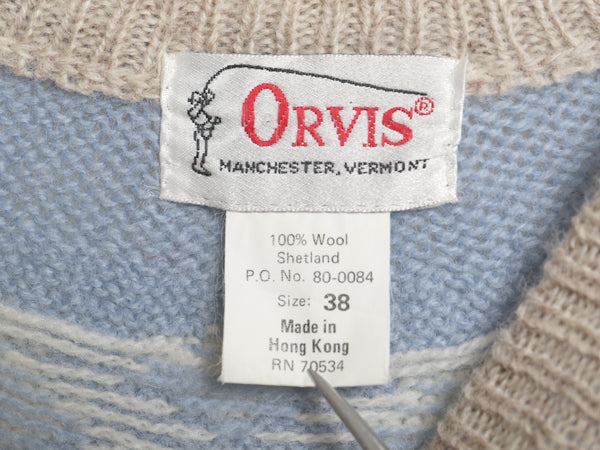 ORVIS®
MANCHESTER, VERMONT
100% Wool
Shetland
P.O. No. 80-0084
Size: 38
Made in
Hong Kong
RN 70534